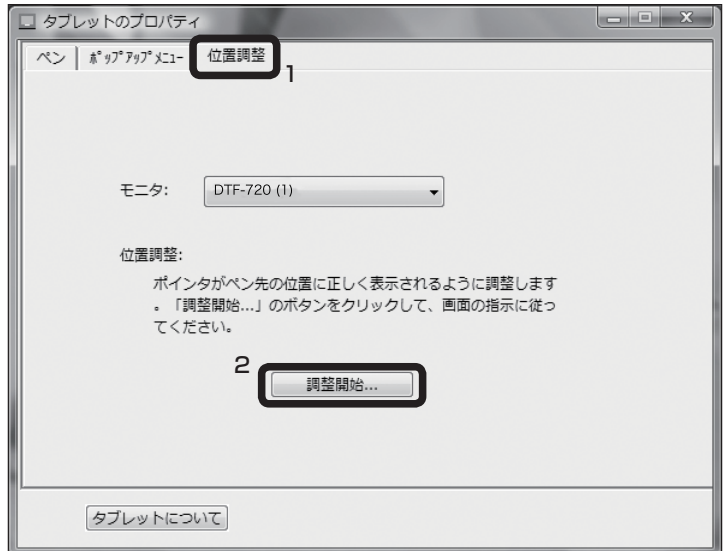 タブレットのプロパティ
ペン ﾎﾟｯﾌﾟｱｯﾌﾟﾒﾆｭｰ 位置調整
1
モニタ: DTF-720 (1)
位置調整:
ポインタがペン先の位置に正しく表示されるように調整します
。「調整開始...」のボタンをクリックして、画面の指示に従っ
てください。
2
調整開始...
タブレットについて